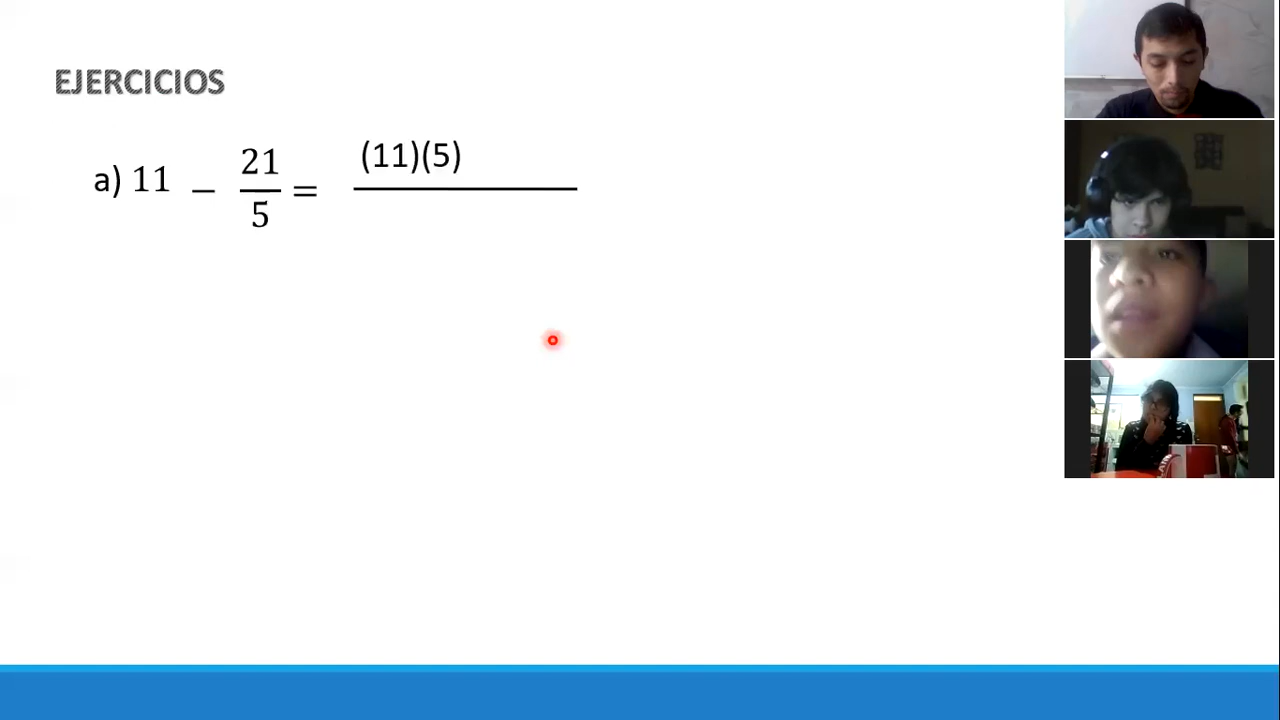 EJERCICIOS
a) 11 − 21/5 = (11)(5)